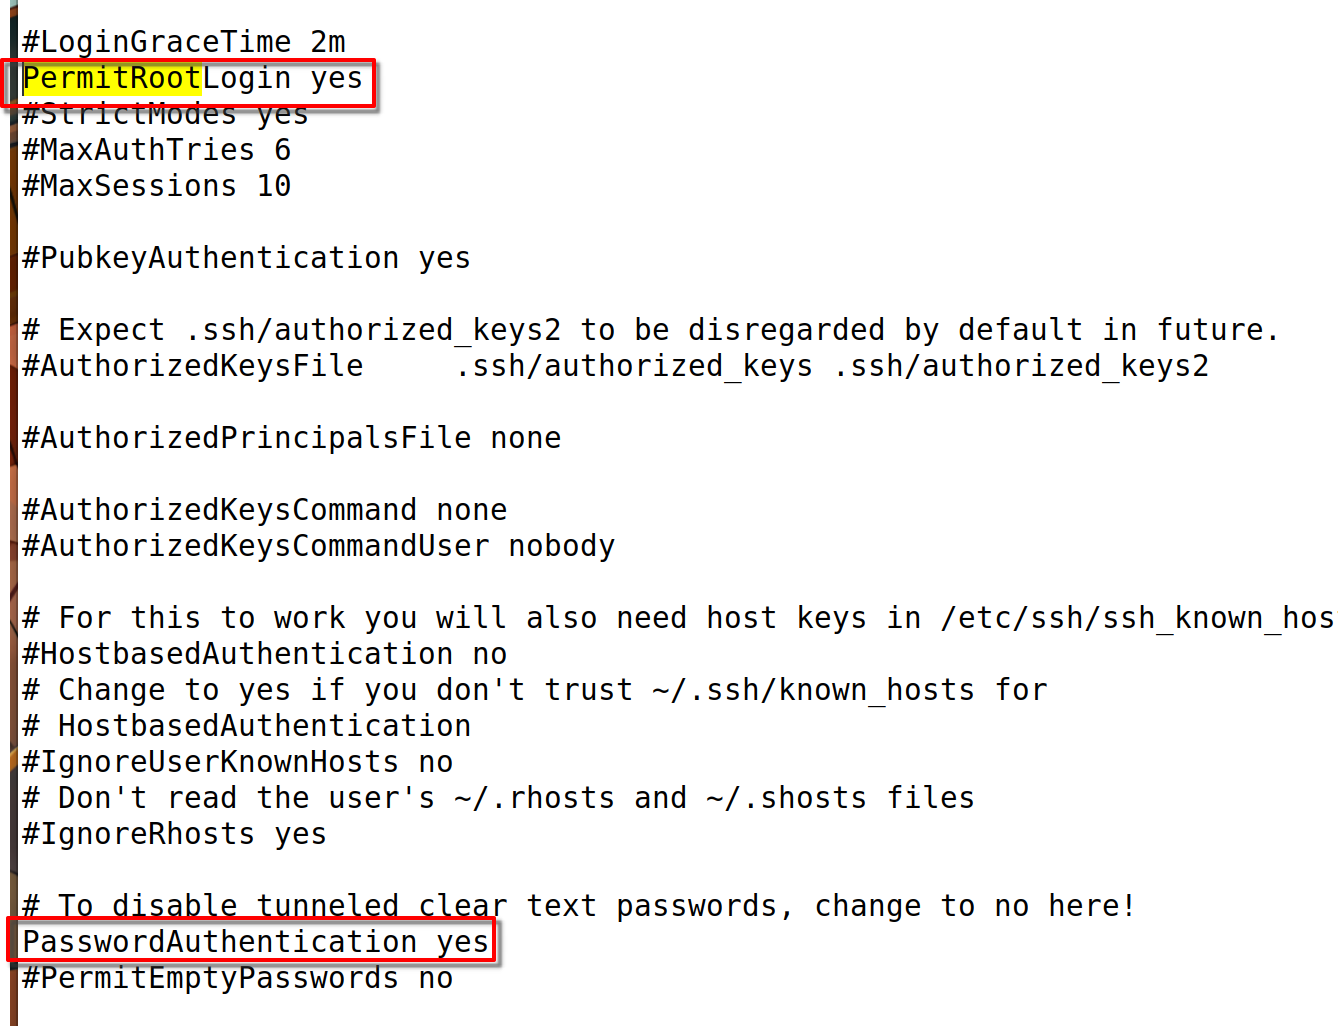 #LoginGraceTime 2m
PermitRootLogin yes
#StrictModes yes
#MaxAuthTries 6
#MaxSessions 10
#PubkeyAuthentication yes
# Expect .ssh/authorized_keys2 to be disregarded by default in future.
#AuthorizedKeysFile     .ssh/authorized_keys .ssh/authorized_keys2
#AuthorizedPrincipalsFile none
#AuthorizedKeysCommand none
#AuthorizedKeysCommandUser nobody
# For this to work you will also need host keys in /etc/ssh/ssh_known_hos
#HostbasedAuthentication no
# Change to yes if you don't trust ~/.ssh/known_hosts for
# HostbasedAuthentication
#IgnoreUserKnownHosts no
# Don't read the user's ~/.rhosts and ~/.shosts files
#IgnoreRhosts yes
# To disable tunneled clear text passwords, change to no here!
PasswordAuthentication yes
#PermitEmptyPasswords no